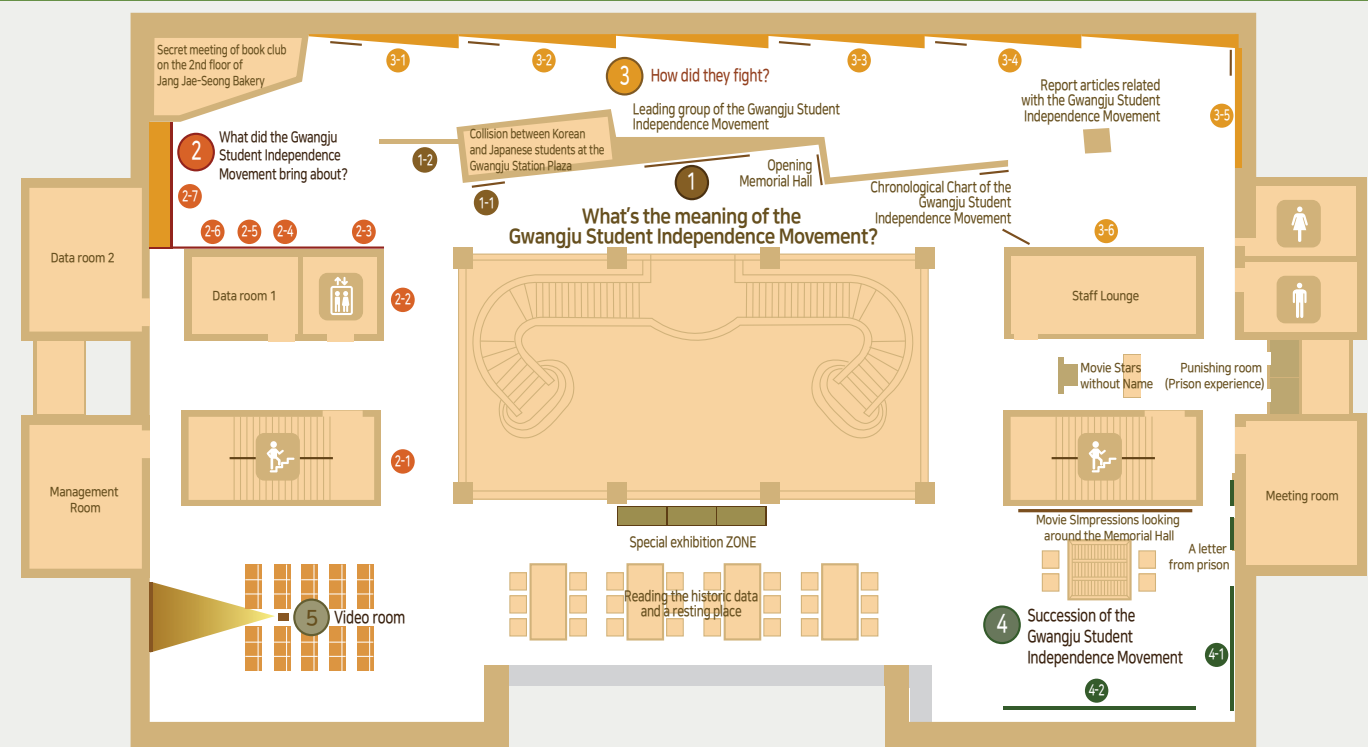 Secret meeting of book club
on the 2nd floor of
Jang Jae-Seong Bakery
3-1
3-2
3
How did they fight?
3-3
3-4
3-5
Report articles related
with the Gwangju Student
Independence Movement
Leading group of the Gwangju Student
Independence Movement
2
What did the Gwangju
Student Independence
Movement bring about?
Collision between Korean
and Japanese students at the
Gwangju Station Plaza
1-2
1-1
1
Opening
Memorial Hall
Chronological Chart of the
Gwangju Student
Independence Movement
What's the meaning of the
Gwangju Student Independence Movement?
2-7
2-6
2-5
2-4
2-3
3-6
Data room 2
Data room 1
2-2
Staff Lounge
Movie Stars
without Name
Punishing room
(Prison experience)
2-1
Management
Room
Meeting room
Movie SImpressions looking
around the Memorial Hall
A letter
from prison
Special exhibition ZONE
Reading the historic data
and a resting place
5
Video room
4
Succession of the
Gwangju Student
Independence Movement
4-1
4-2